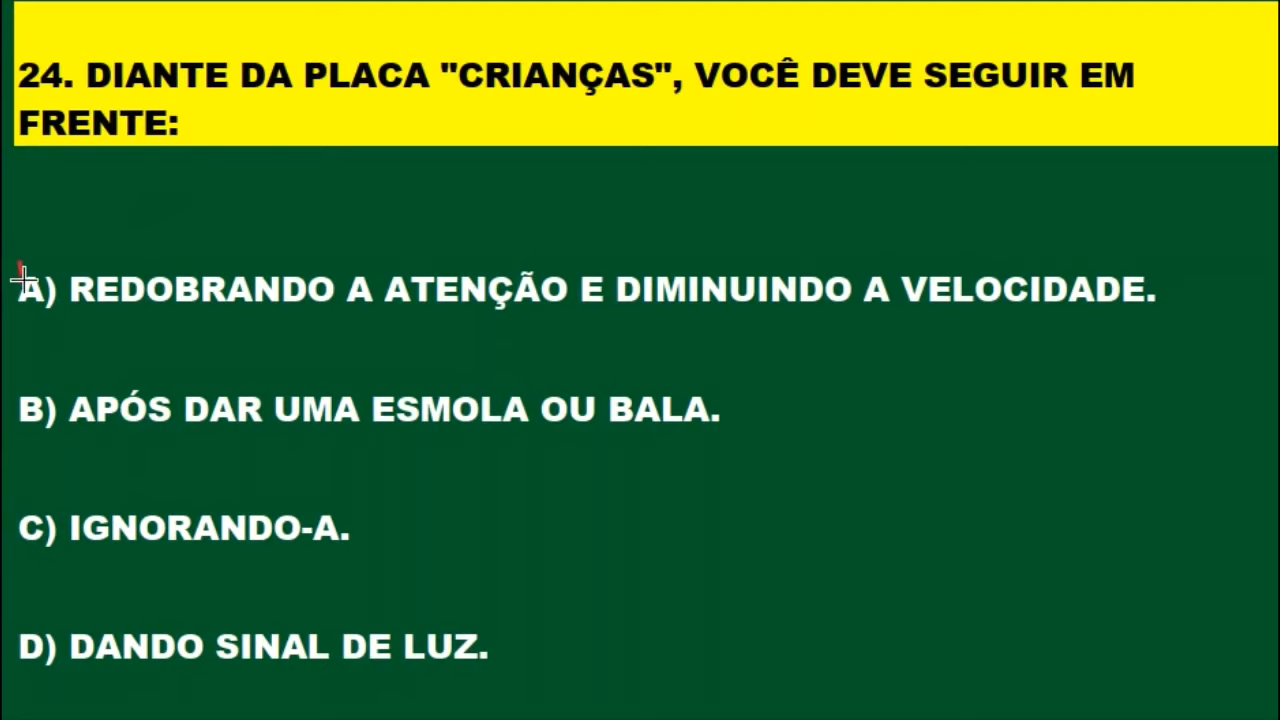 24. DIANTE DA PLACA "CRIANÇAS", VOCÊ DEVE SEGUIR EM
FRENTE:
A) REDOBRANDO A ATENÇÃO E DIMINUINDO A VELOCIDADE.
B) APÓS DAR UMA ESMOLA OU BALA.
C) IGNORANDO-A.
D) DANDO SINAL DE LUZ.